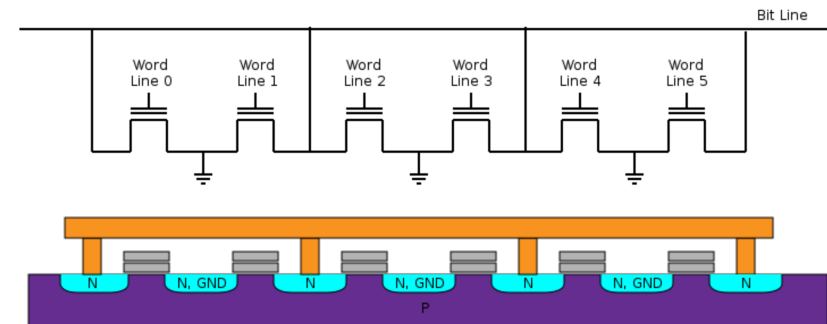 Bit Line
Word
Line 0
Word
Line 1
Word
Line 2
Word
Line 3
Word
Line 4
Word
Line 5
N
N, GND
N
N, GND
N
N, GND
N
P